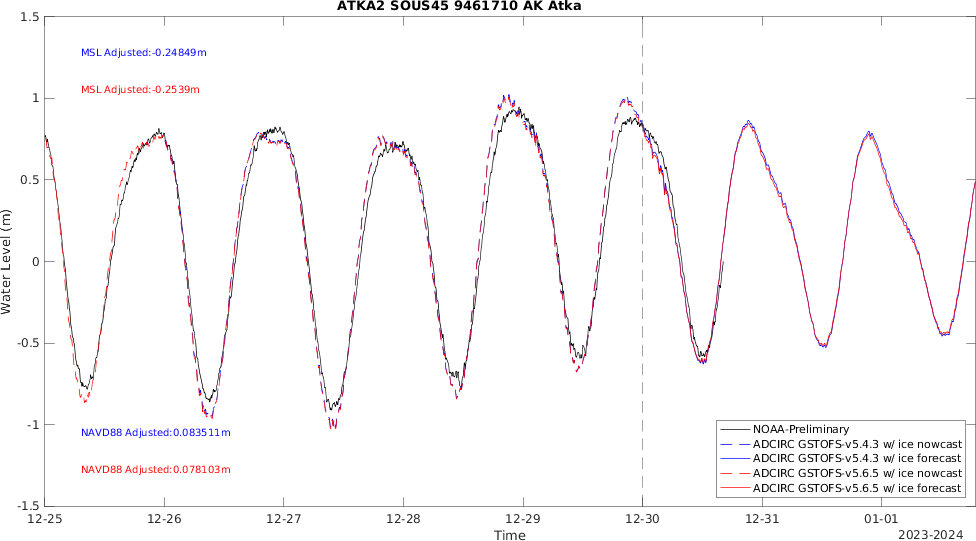 ATKA2 SOUS45 9461710 AK Atka
1.5
MSL Adjusted:-0.24849m
MSL Adjusted:-0.2539m
1
0.5
Water Level (m)
0
-0.5
-1
NAVD88 Adjusted:0.083511m
NAVD88 Adjusted:0.078103m
NOAA-Preliminary
ADCIRC GSTOFS-v5.4.3 w/ ice nowcast
ADCIRC GSTOFS-v5.4.3 w/ ice forecast
ADCIRC GSTOFS-v5.6.5 w/ ice nowcast
ADCIRC GSTOFS-v5.6.5 w/ ice forecast
-1.5
12-25 12-26 12-27 12-28 12-29 12-30 12-31 01-01
Time
2023-2024